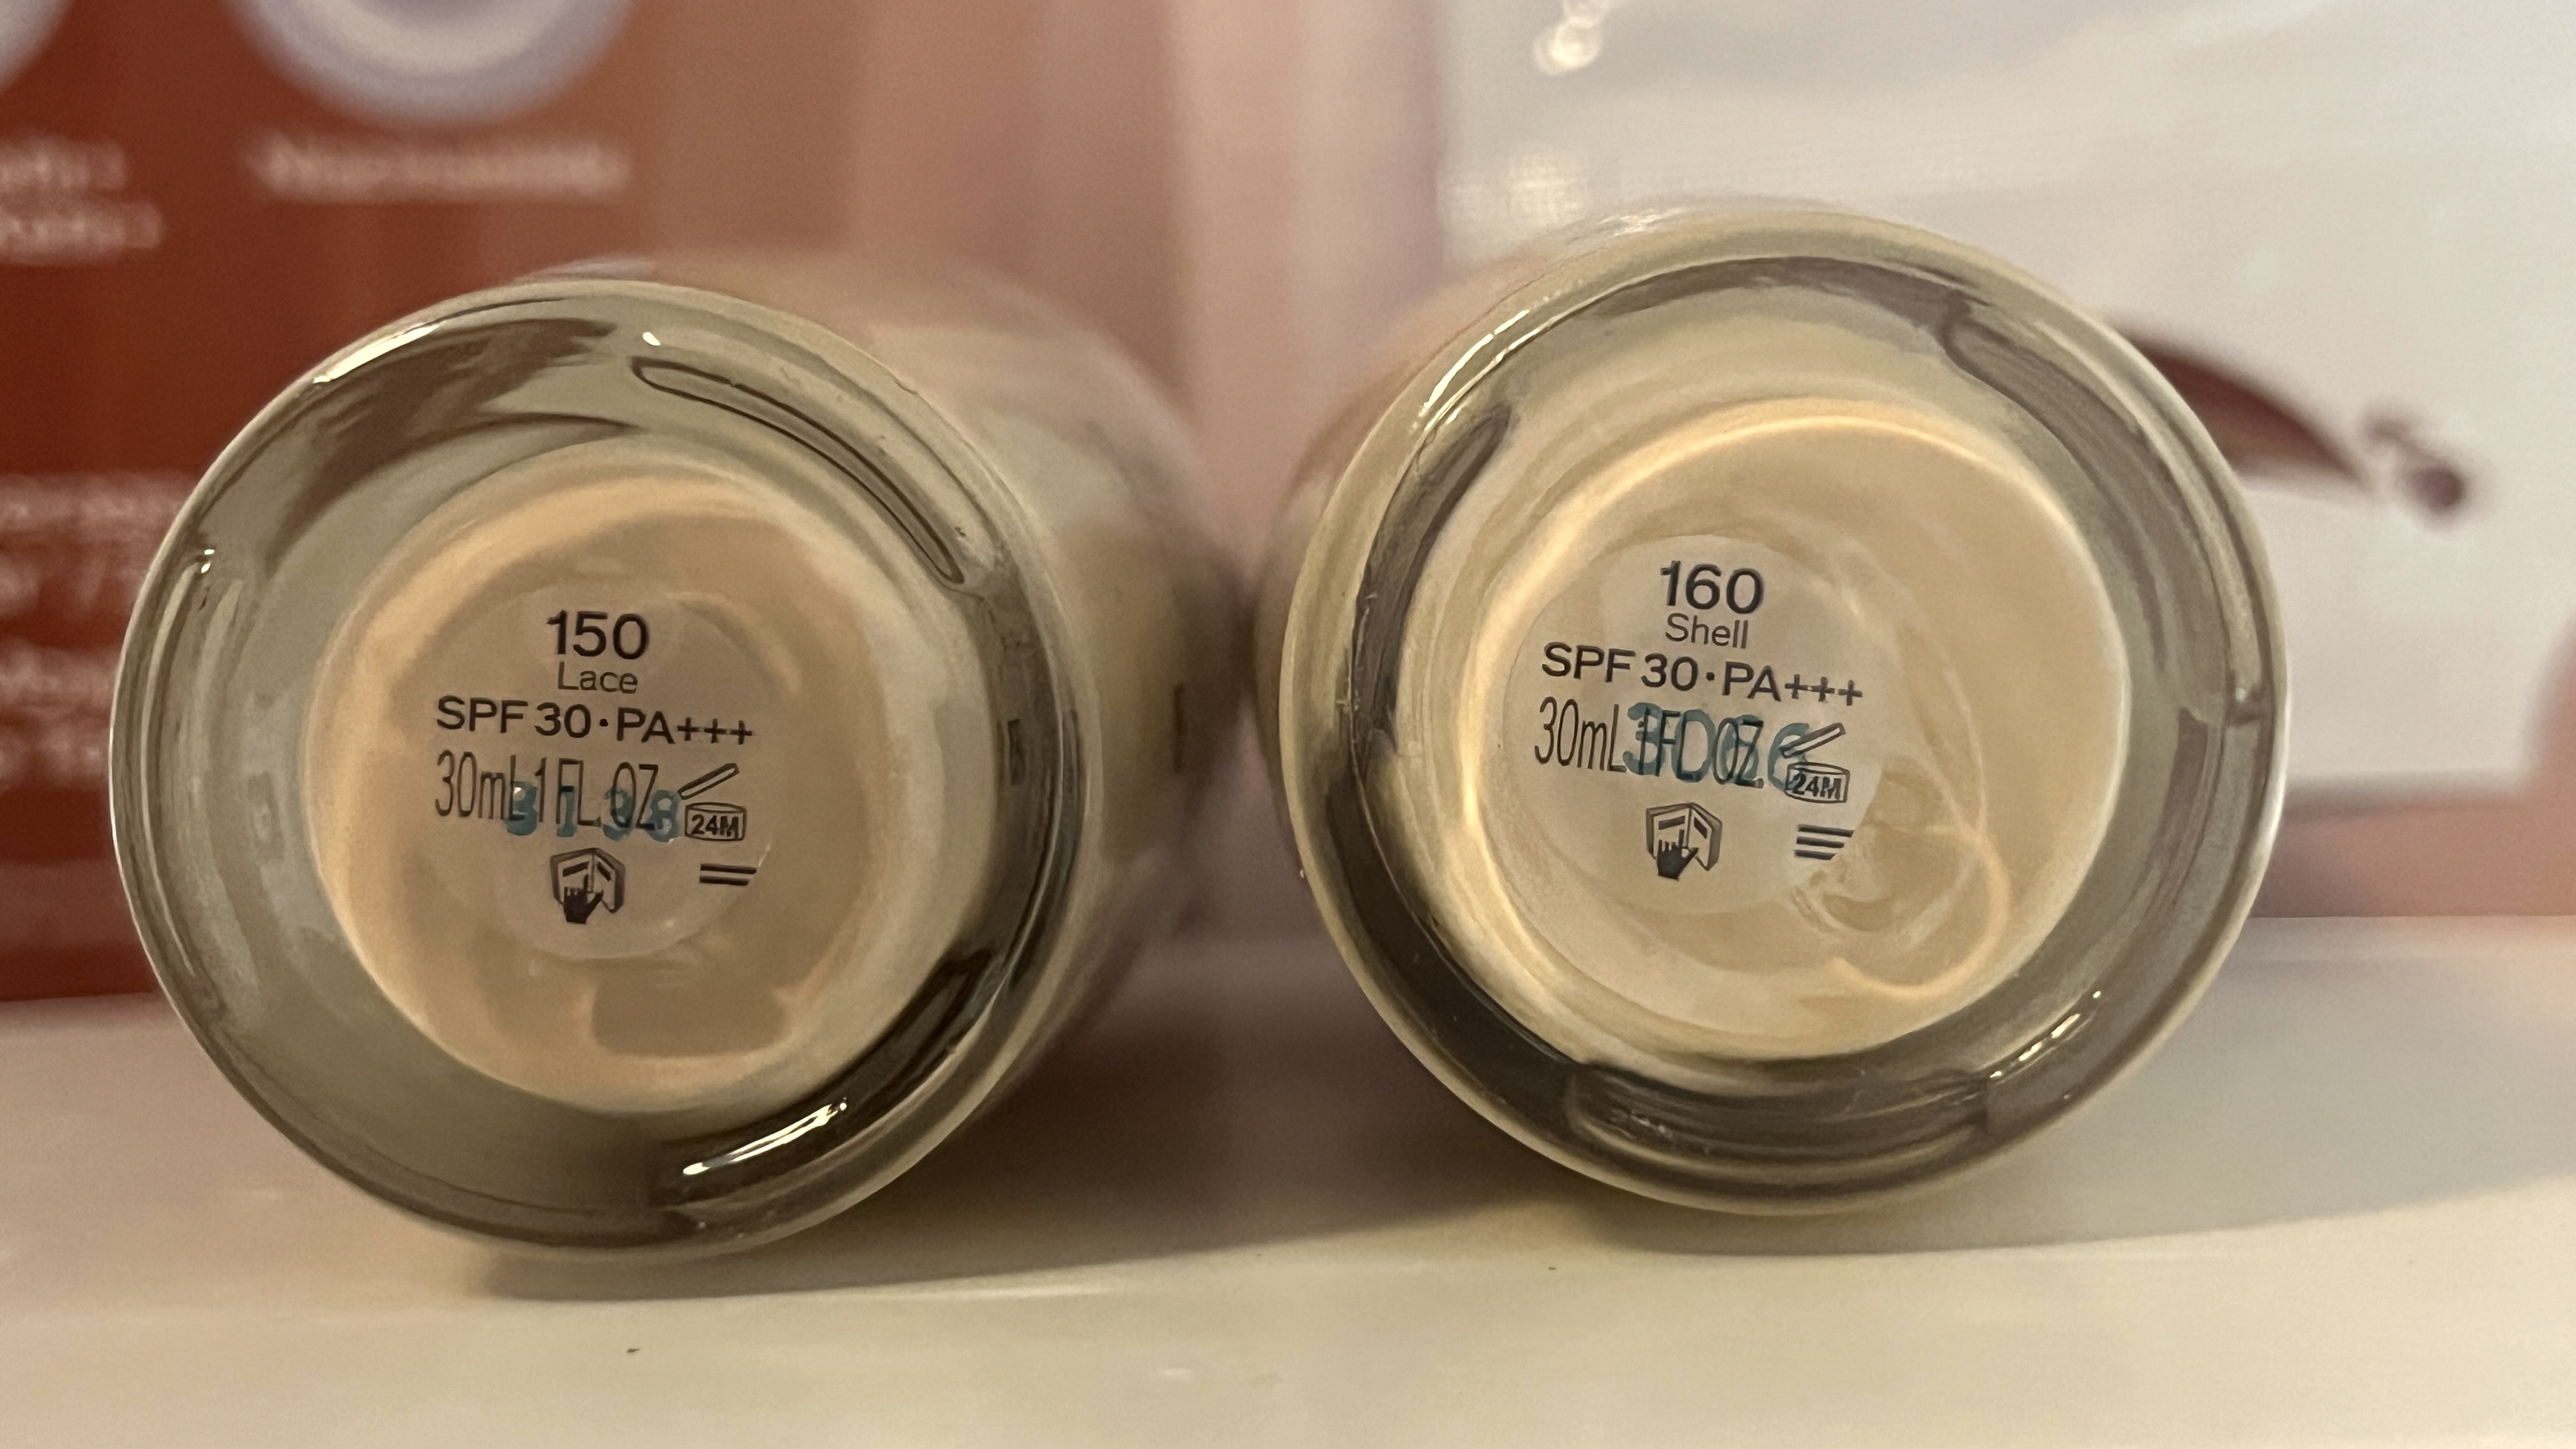 150
Lace
SPF 30·PA+++
30mL 1 FL.OZ.
24M
160
Shell
SPF 30·PA+++
30mL 1 FL.OZ.
24M